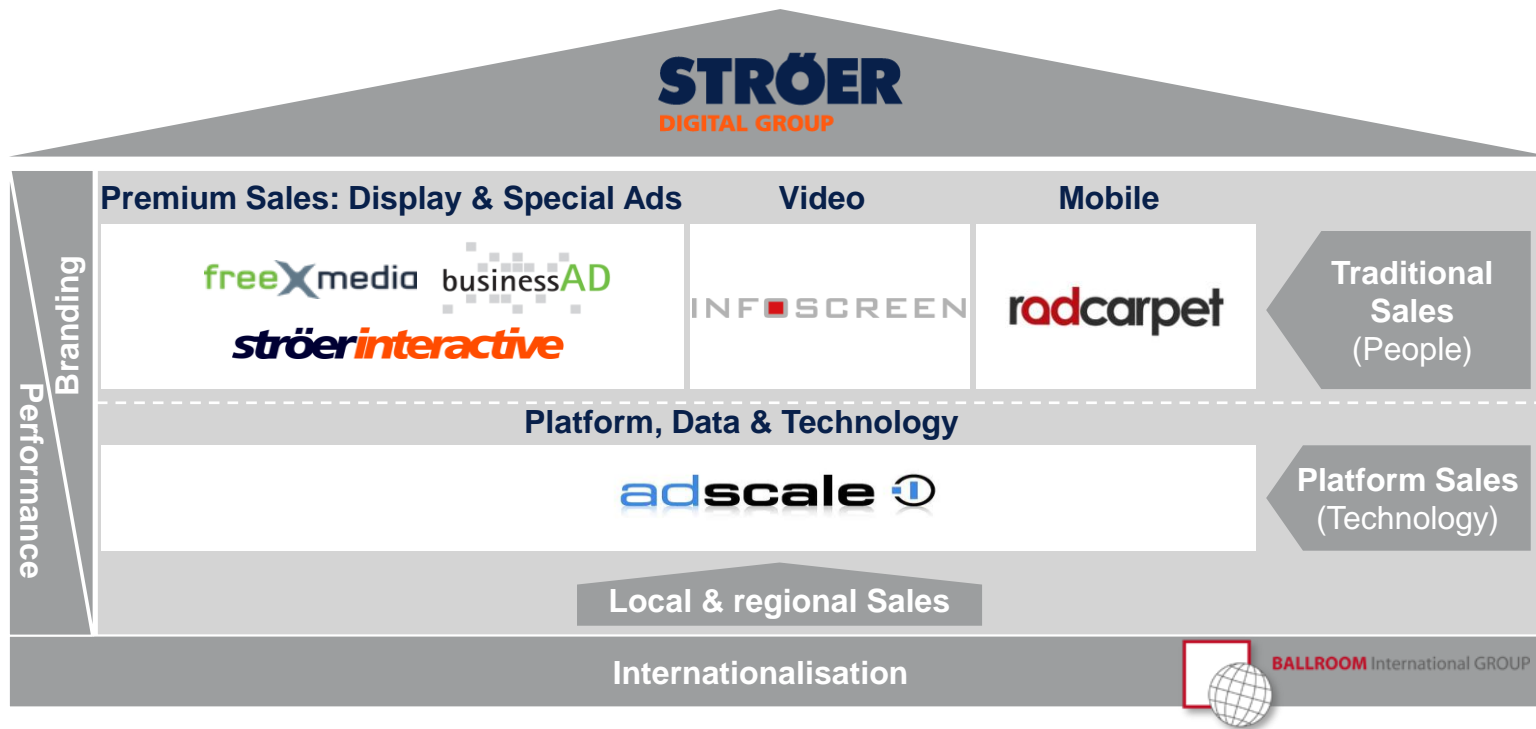 STRÖER
DIGITAL GROUP
Premium Sales: Display & Special Ads
Video
Mobile
freeXmedia
businessAD
ströerinteractive
INFOSCREEN
radcarpet
Traditional
Sales
(People)
Branding
Performance
Platform, Data & Technology
adscale
Platform Sales
(Technology)
Local & regional Sales
Internationalisation
BALLROOM International GROUP